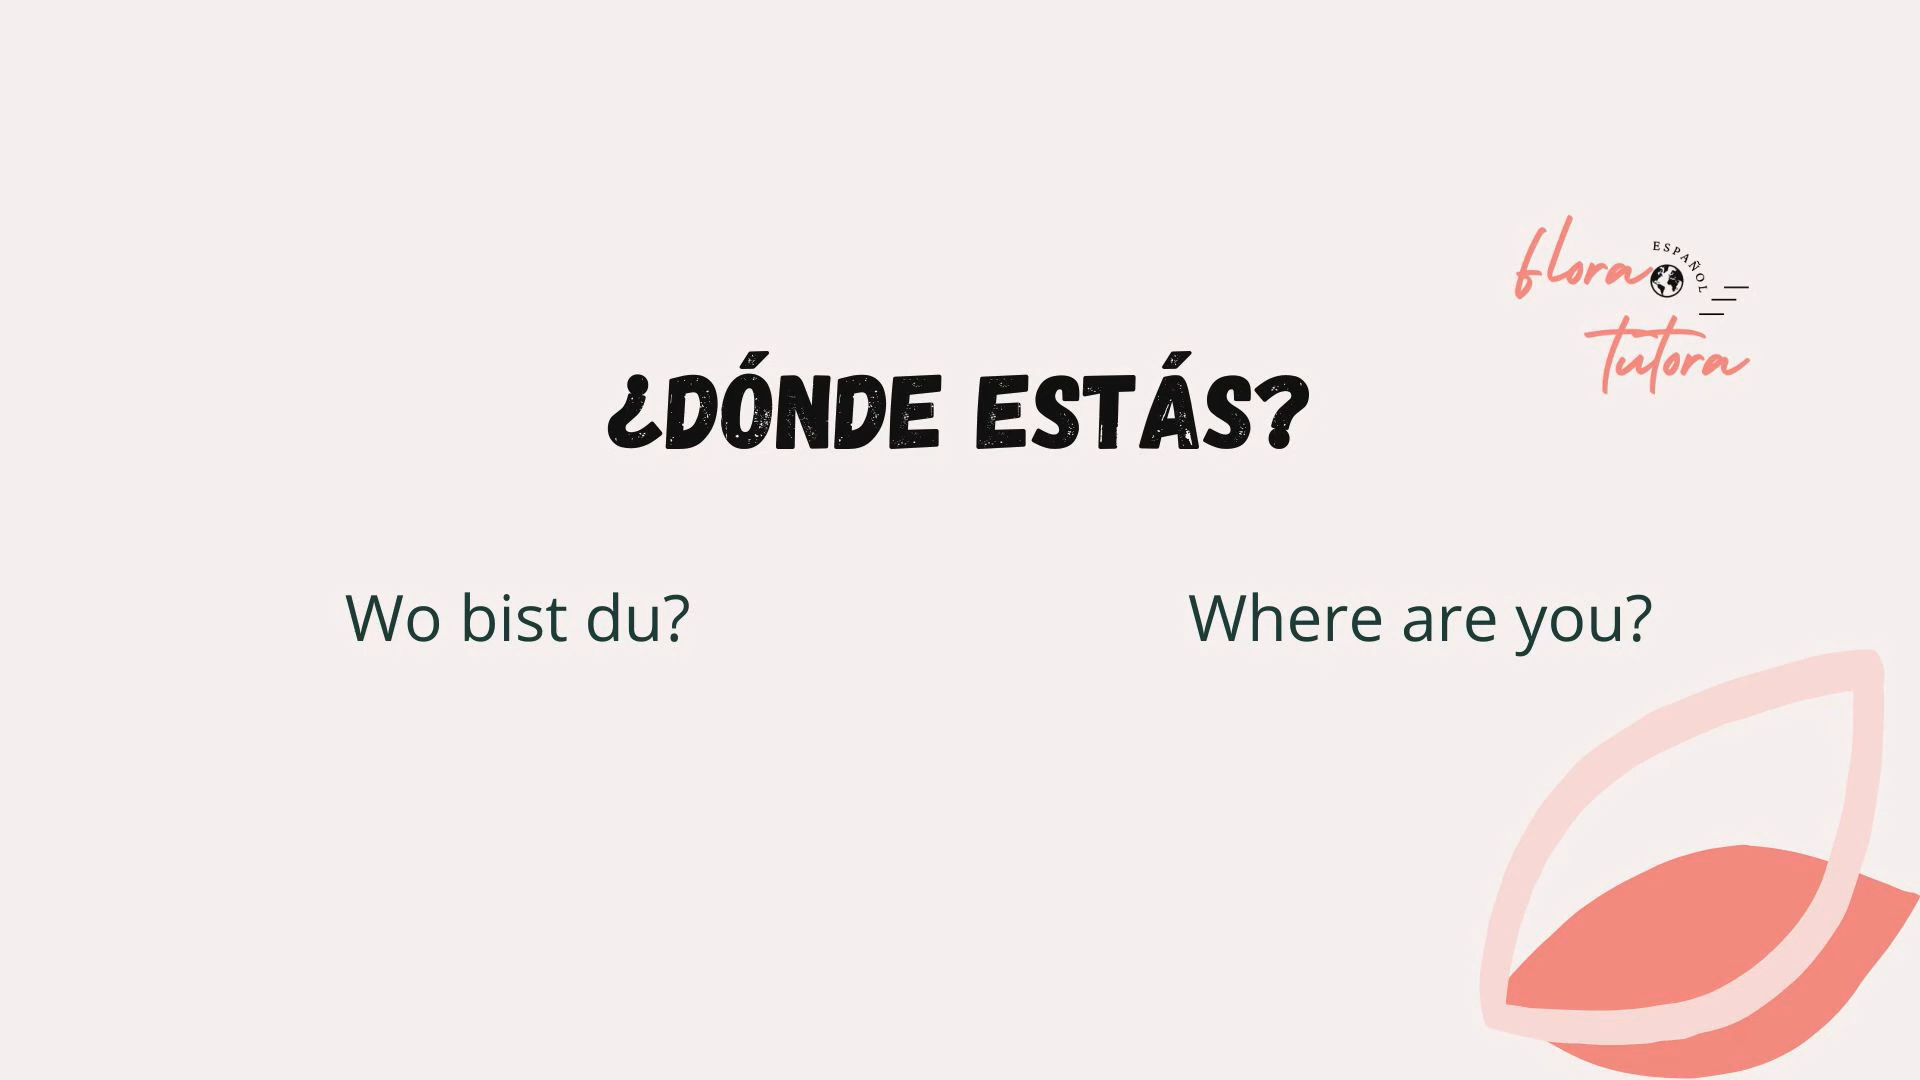 flora
ESPAÑOL
tutora
¿DÓNDE ESTÁS?
Wo bist du?
Where are you?